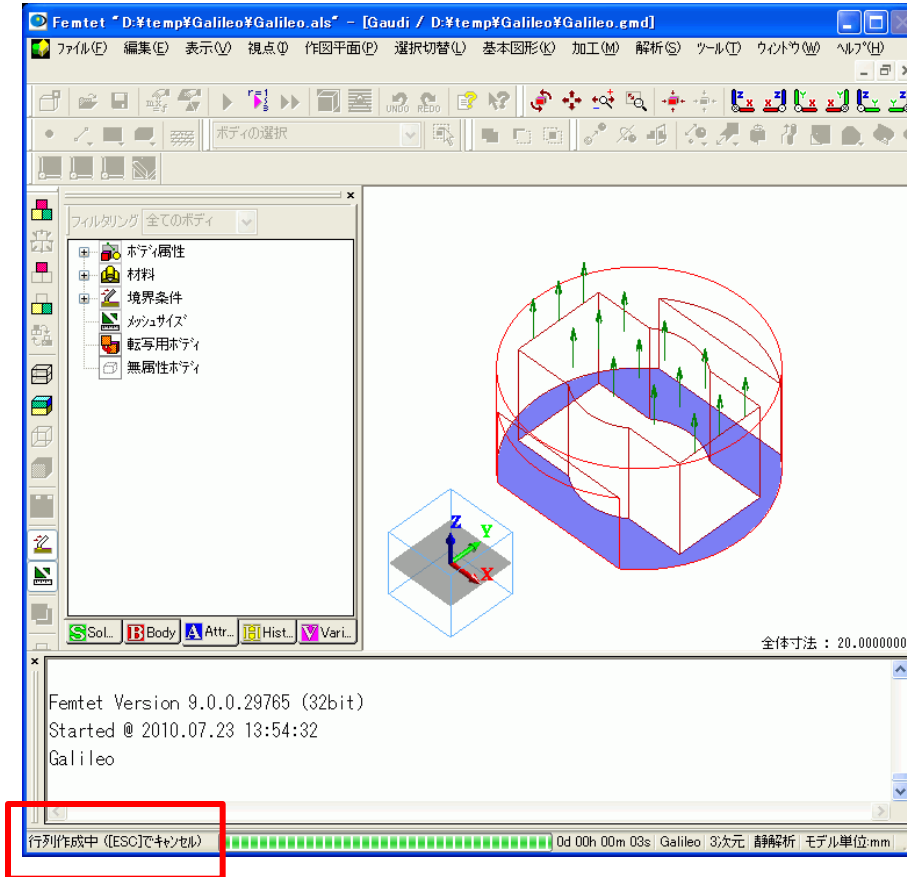 Femtet "D:¥temp¥Galileo¥Galileo.als" - [Gaudi / D:¥temp¥Galileo¥Galileo.gmd]
ファイル(F) 編集(E) 表示(V) 視点(I) 作図平面(P) 選択切替(L) 基本図形(K) 加工(M) 解析(S) ツール(T) ウィンドウ(W) ヘルプ(H)
UNDO REDO
ボディの選択
フィルタリング 全てのボディ
ボディ属性
材料
境界条件
メッシュサイズ
転写用ボディ
無属性ボディ
Z
Y
X
S Sol... B Body A Attr... H Hist... V Vari...
全体寸法 : 20.0000000
Femtet Version 9.0.0.29765 (32bit)
Started @ 2010.07.23 13:54:32
Galileo
行列作成中 ([ESC]でキャンセル) 0d 00h 00m 03s Galileo 3次元 静解析 モデル単位:mm